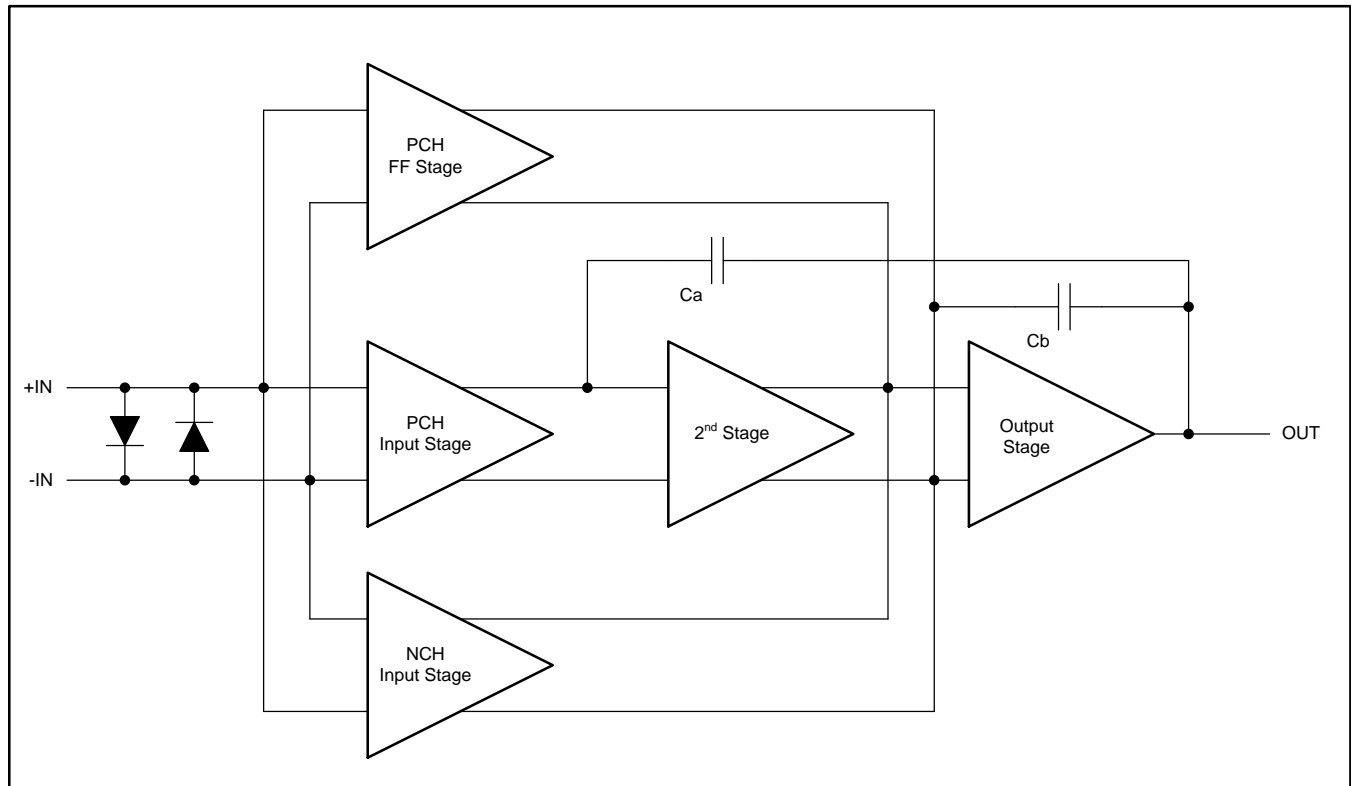 PCH
FF Stage
Ca
Cb
+IN
-IN
PCH
Input Stage
2nd Stage
Output
Stage
OUT
NCH
Input Stage